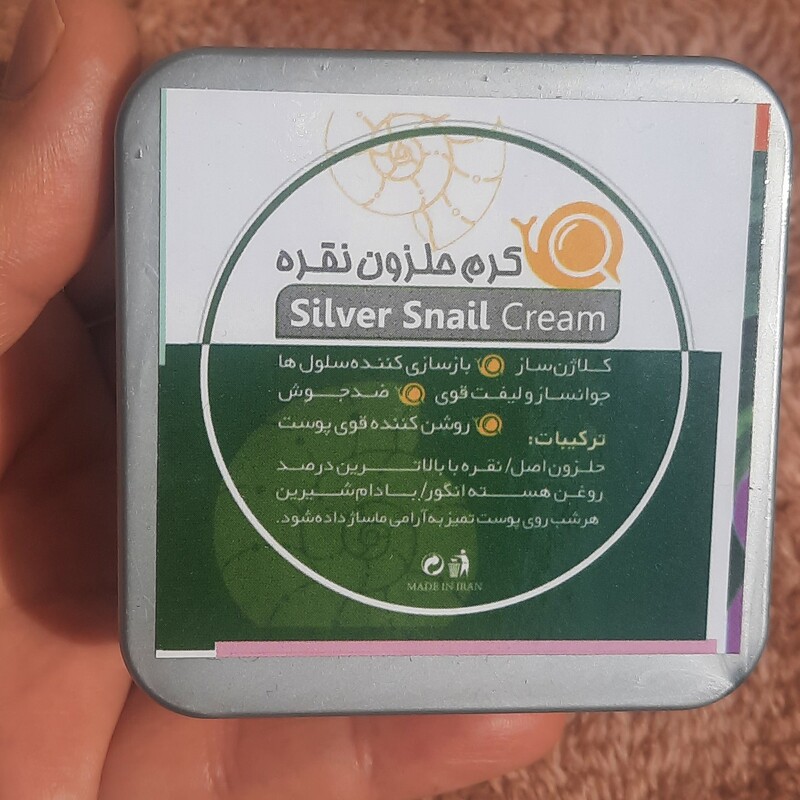 کرم حلزون نقره
Silver Snail Cream
کلاژن ساز بازسازی کننده سلول ها
جوانساز و لیفت قوی ضد جوش
روشن کننده قوی پوست
ترکیبات:
حلزون اصل/ نقره با بالاترین درصد
روغن هسته انگور/ بادام شیرین
هر شب روی پوست تمیز به آرامی ماساژ داده شود.
MADE IN IRAN